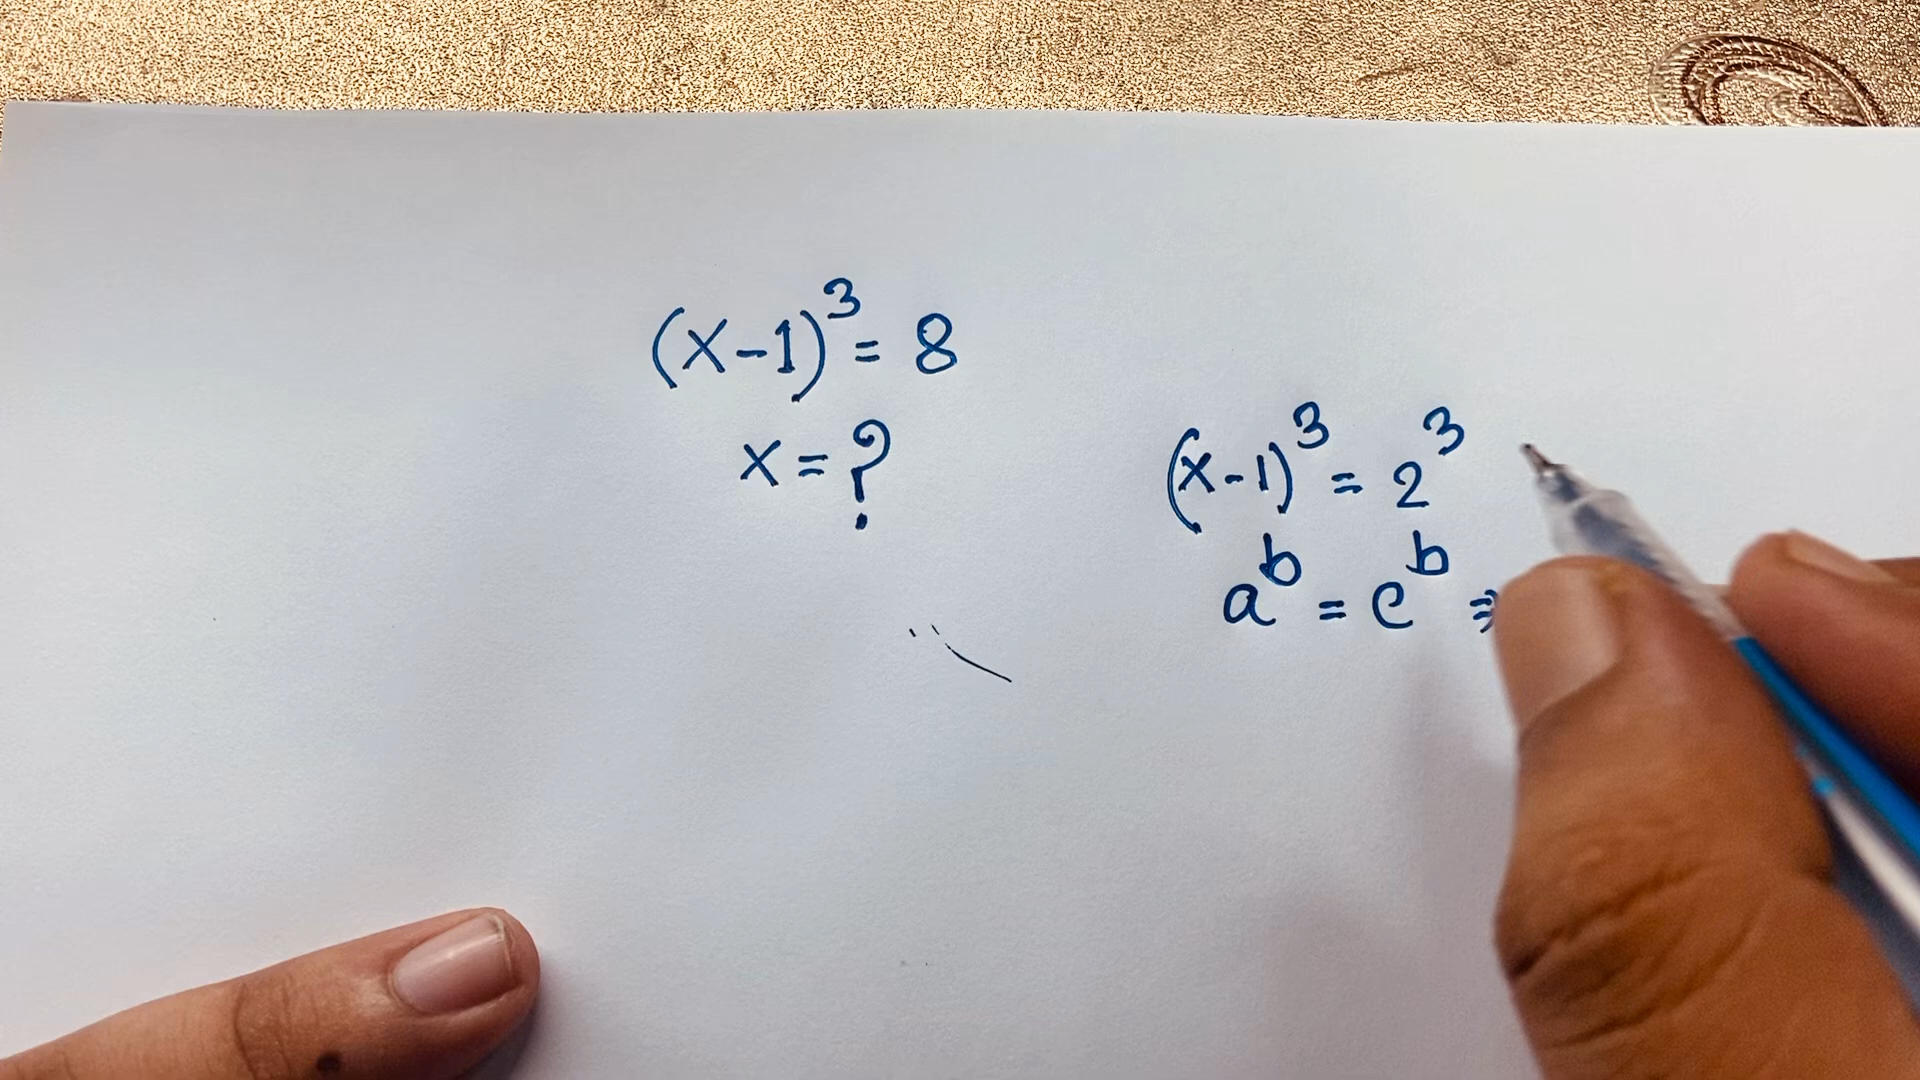 (x-1)³ = 8
x = ?
(x-1)³ = 2³
aᵇ = cᵇ ⇒